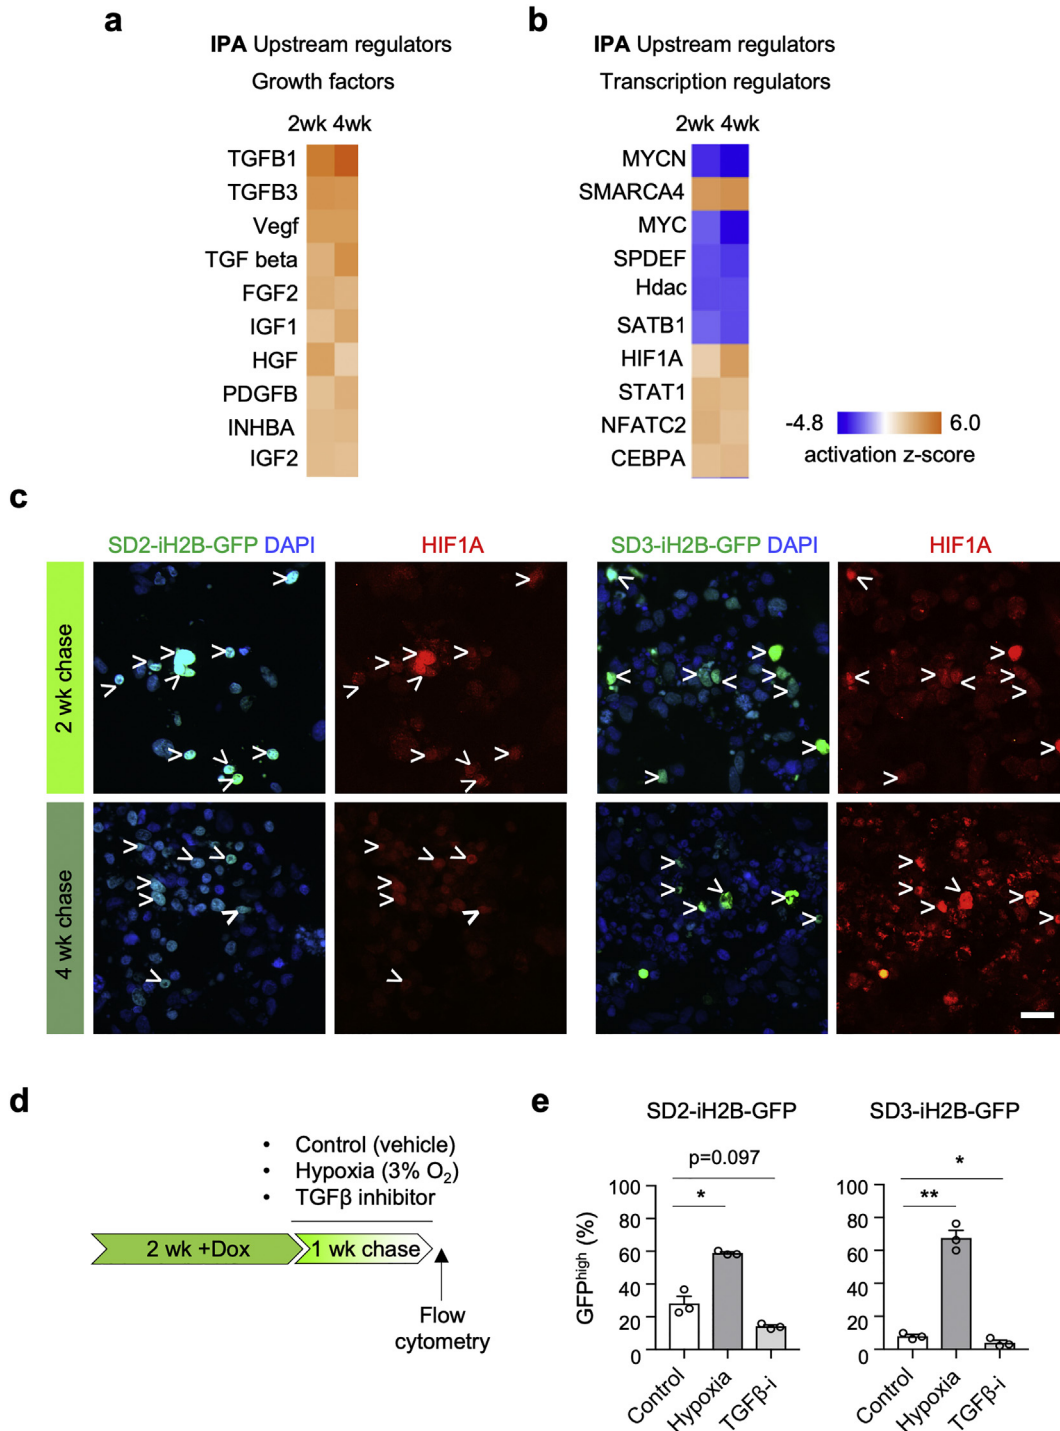 a
IPA Upstream regulators
Growth factors
2wk 4wk
TGFB1
TGFB3
Vegf
TGF beta
FGF2
IGF1
HGF
PDGFB
INHBA
IGF2
b
IPA Upstream regulators
Transcription regulators
2wk 4wk
MYCN
SMARCA4
MYC
SPDEF
Hdac
SATB1
HIF1A
STAT1
NFATC2
CEBPA
-4.8 6.0
activation z-score
c
SD2-iH2B-GFP DAPI
HIF1A
SD3-iH2B-GFP DAPI
HIF1A
2 wk chase
4 wk chase
d
• Control (vehicle)
• Hypoxia (3% O₂)
• TGFβ inhibitor
2 wk +Dox
1 wk chase
Flow
cytometry
e
SD2-iH2B-GFP
p=0.097
*
GFPʰⁱᵍʰ (%)
100
80
60
40
20
0
Control
Hypoxia
TGFβ-i
SD3-iH2B-GFP
*
**
100
80
60
40
20
0
Control
Hypoxia
TGFβ-i